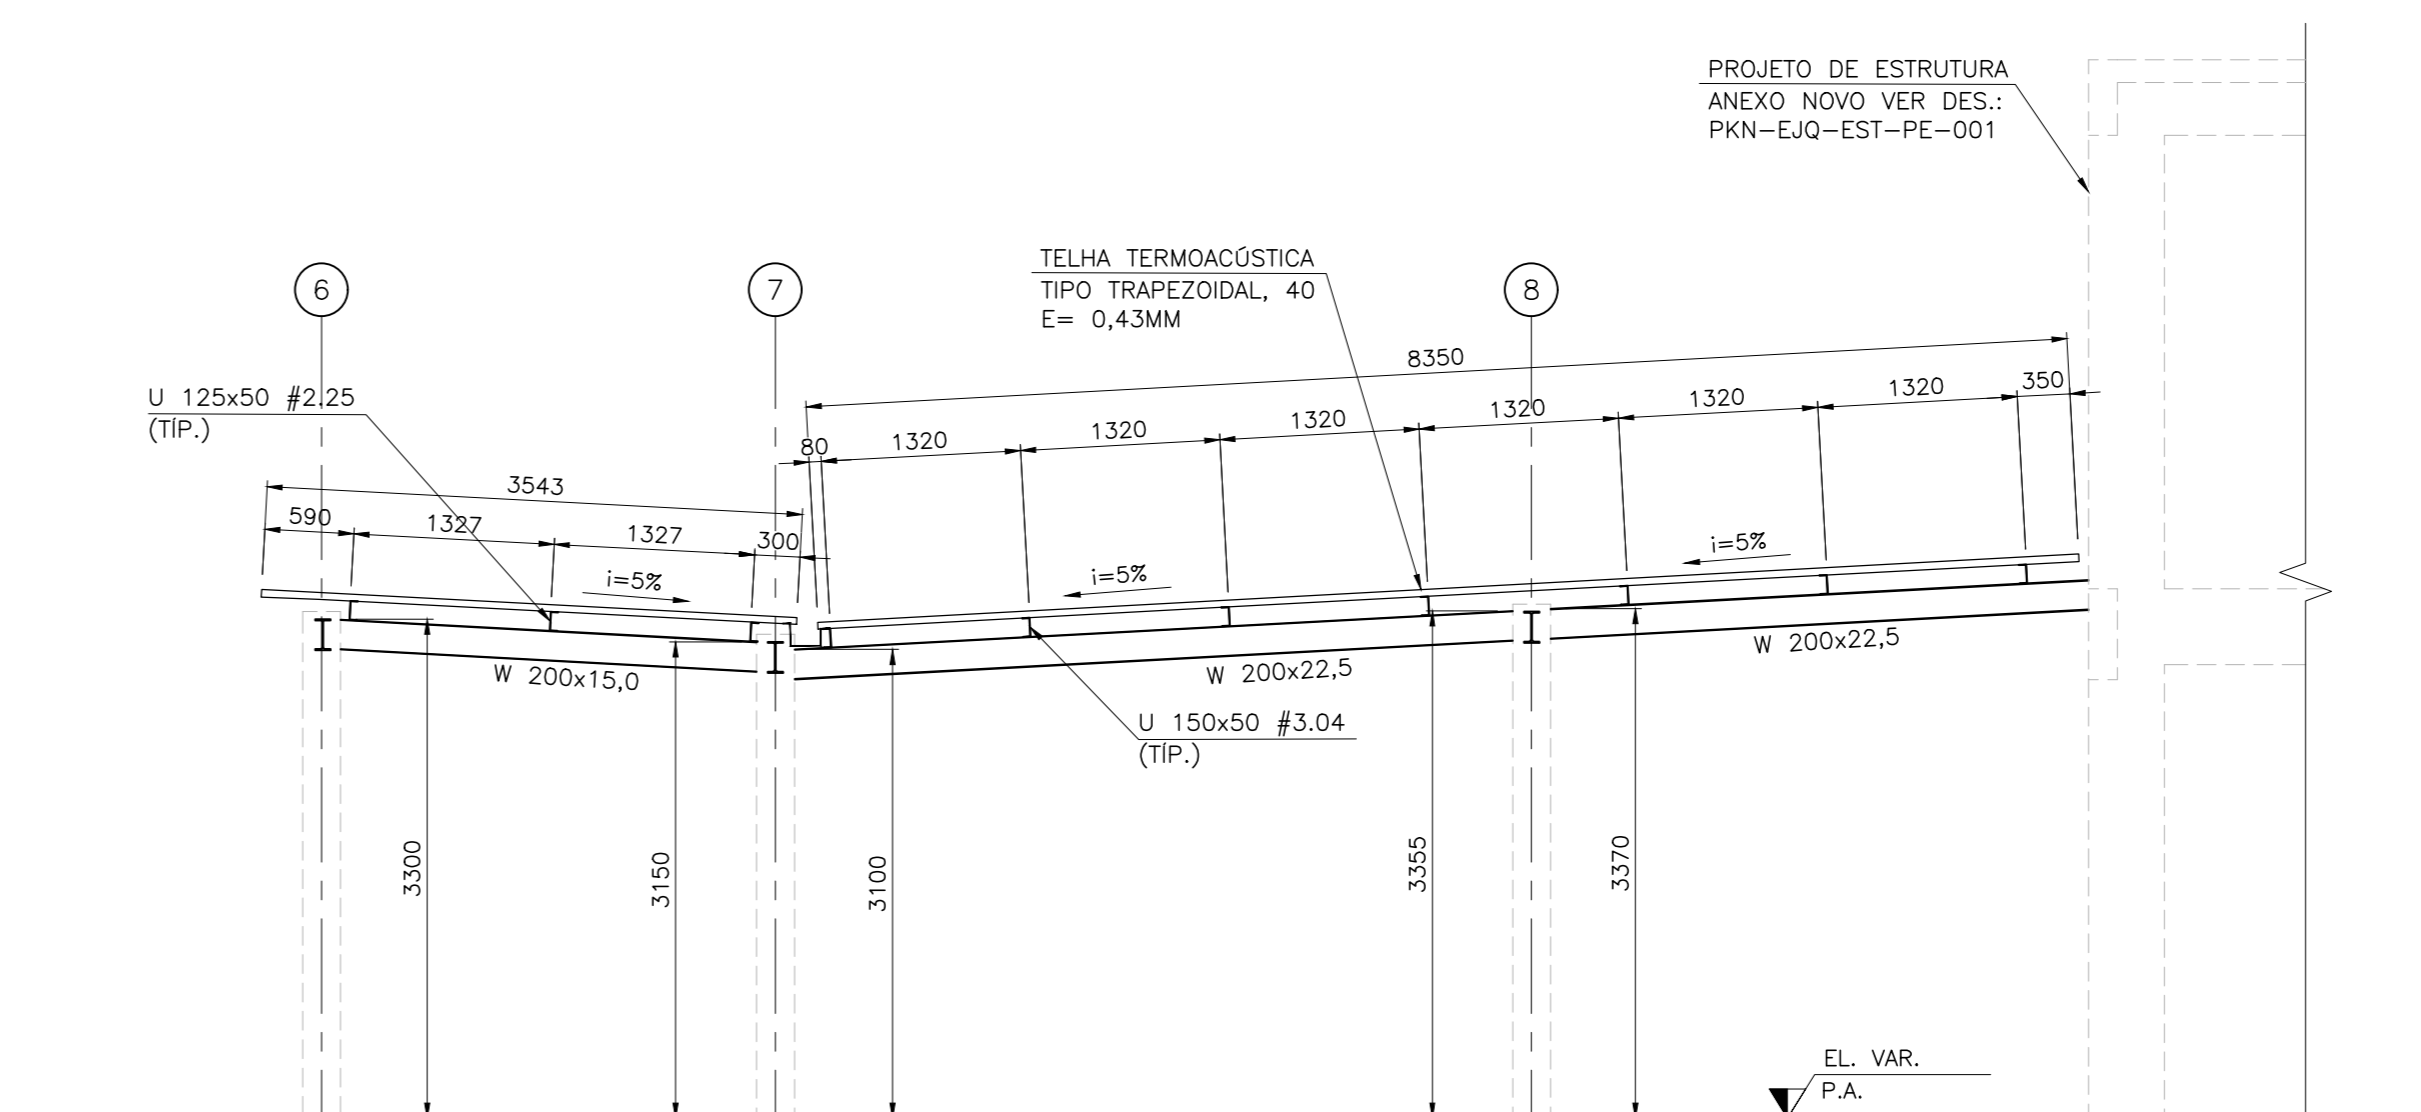 PROJETO DE ESTRUTURA
ANEXO NOVO VER DES.:
PKN-EJQ-EST-PE-001
TELHA TERMOACÚSTICA
TIPO TRAPEZOIDAL, 40
E= 0,43MM
6
7
8
8350
U 125x50 #2.25
(TÍP.)
80
1320
1320
1320
1320
1320
1320
350
3543
590
1327
1327
300
i=5%
i=5%
i=5%
W 200x15,0
W 200x22,5
W 200x22,5
U 150x50 #3.04
(TÍP.)
3300
3150
3100
3355
3370
EL. VAR.
P.A.